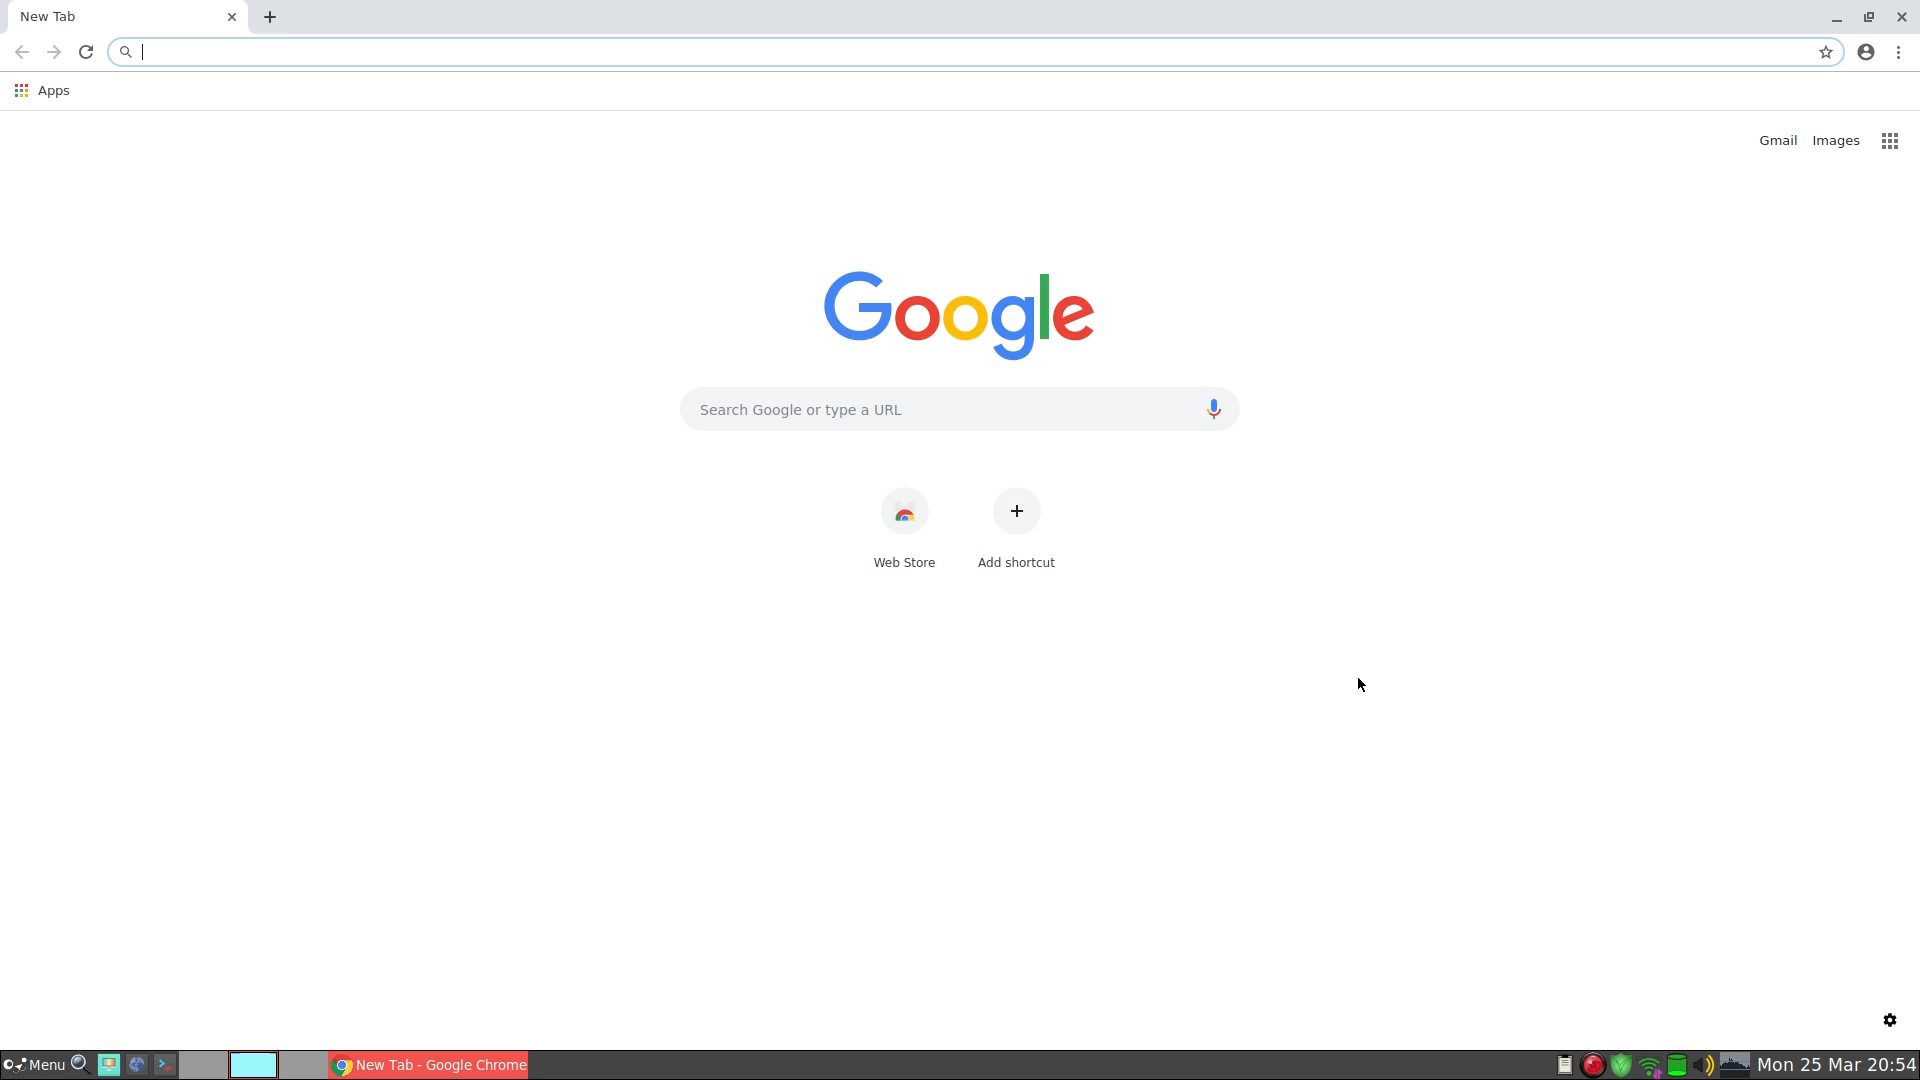 New Tab
Apps
Gmail Images
Google
Search Google or type a URL
Web Store Add shortcut
Menu New Tab - Google Chrome Mon 25 Mar 20:54